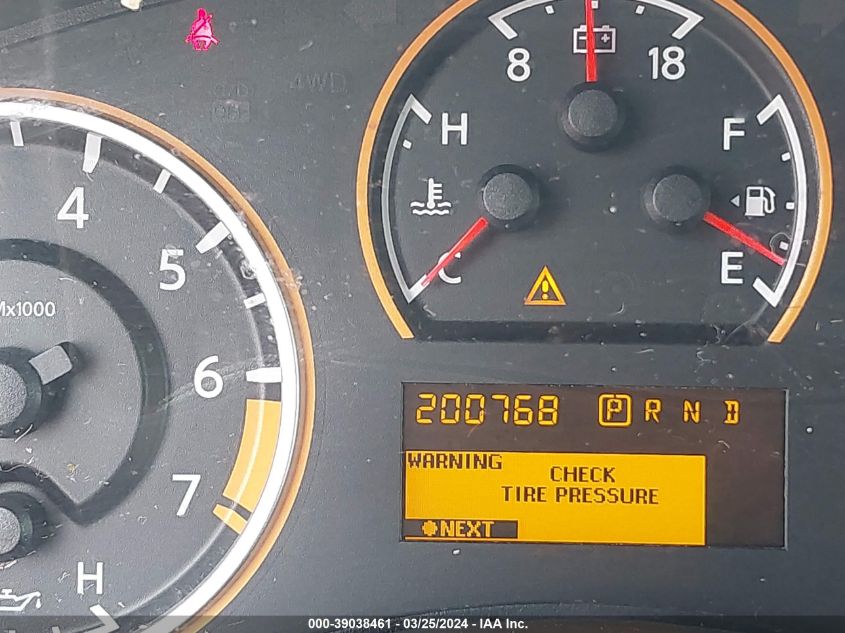 8 18
4WD
H F
4
5
C E
Mx1000
6
200768 P R N D
WARNING
CHECK
TIRE PRESSURE
7
NEXT
H
000-39038461 - 03/25/2024 - IAA Inc.